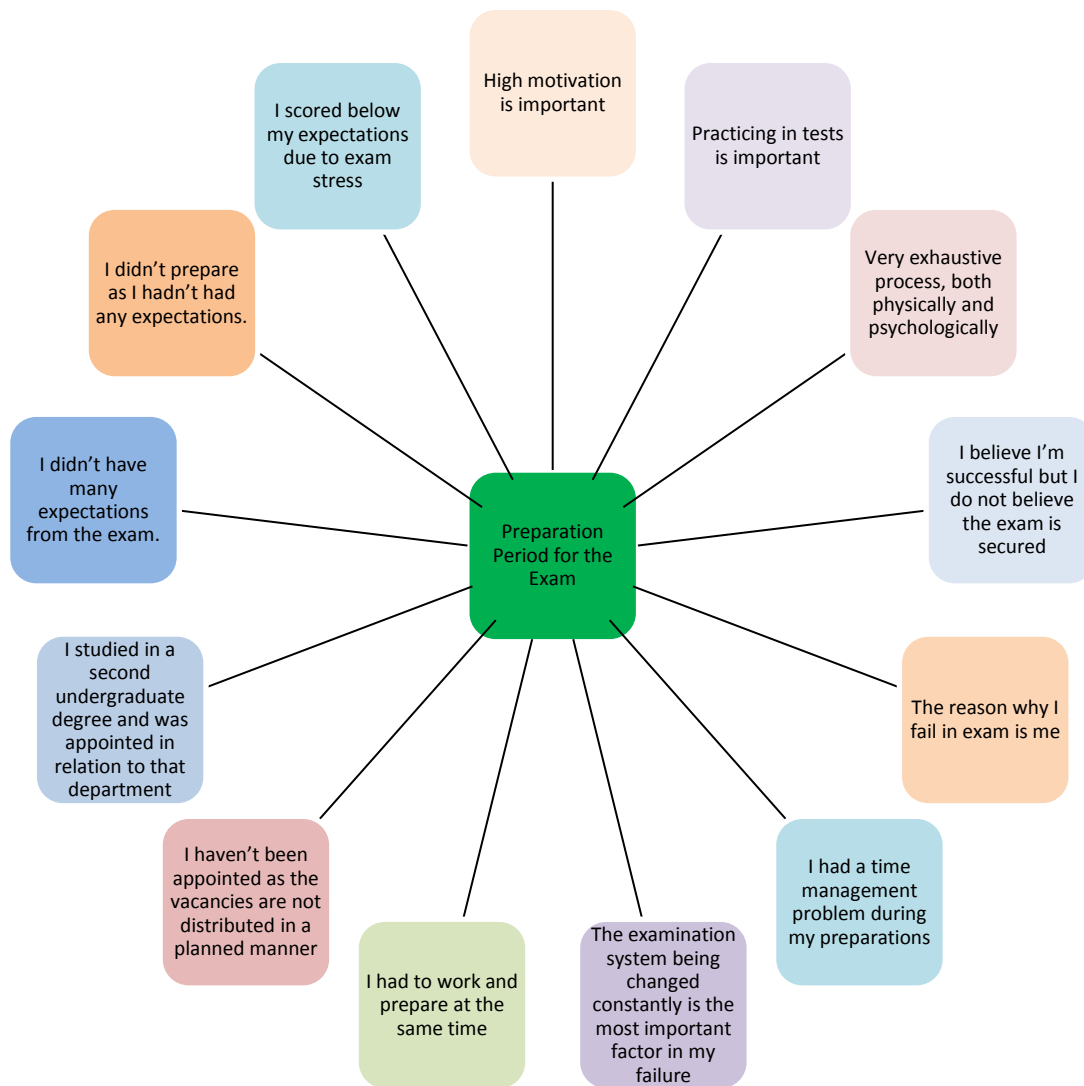 High motivation
is important
Practicing in tests
is important
Very exhaustive
process, both
physically and
psychologically
I believe I'm
successful but I
do not believe
the exam is
secured
The reason why I
fail in exam is me
I had a time
management
problem during
my preparations
The examination
system being
changed
constantly is the
most important
factor in my
failure
I had to work and
prepare at the
same time
I haven't been
appointed as the
vacancies are not
distributed in a
planned manner
I studied in a
second
undergraduate
degree and was
appointed in
relation to that
department
I didn't have
many
expectations
from the exam.
I didn't prepare
as I hadn't had
any expectations.
I scored below
my expectations
due to exam
stress
Preparation
Period for the
Exam